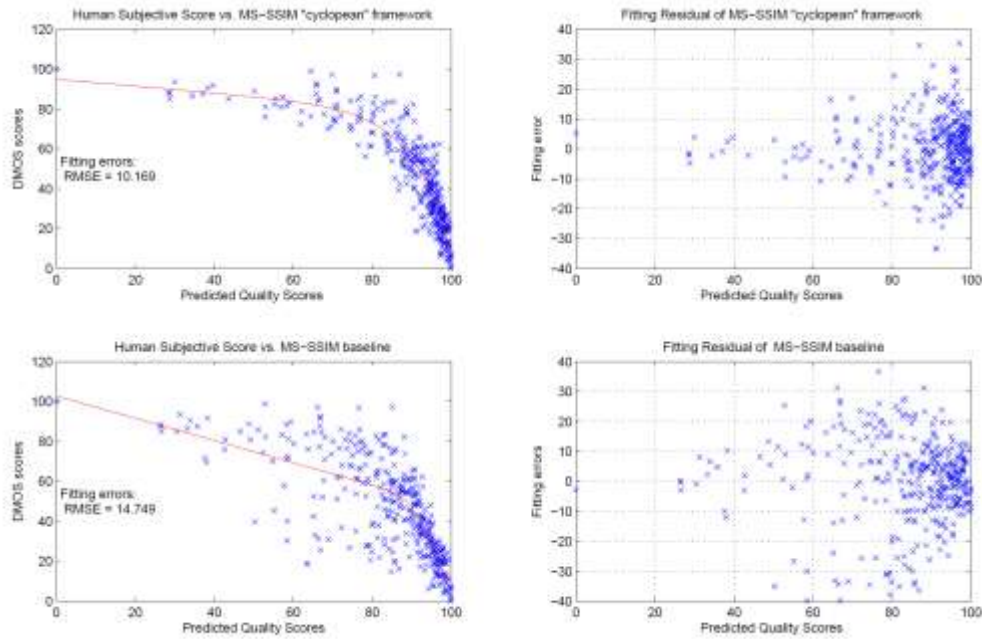 Human Subjective Score vs. MS-SSIM "cyclopean" framework
120
100
80
60
40
20
0
DMOS scores
Fitting errors:
RMSE = 10.169
0 20 40 60 80 100
Predicted Quality Scores
Fitting Residual of MS-SSIM "cyclopean" framework
40
30
20
10
0
-10
-20
-30
-40
Fitting error
0 20 40 60 80 100
Predicted Quality Scores
Human Subjective Score vs. MS-SSIM baseline
120
100
80
60
40
20
0
DMOS scores
Fitting errors:
RMSE = 14.749
0 20 40 60 80 100
Predicted Quality Scores
Fitting Residual of MS-SSIM baseline
40
30
20
10
0
-10
-20
-30
-40
Fitting errors
0 20 40 60 80 100
Predicted Quality Scores